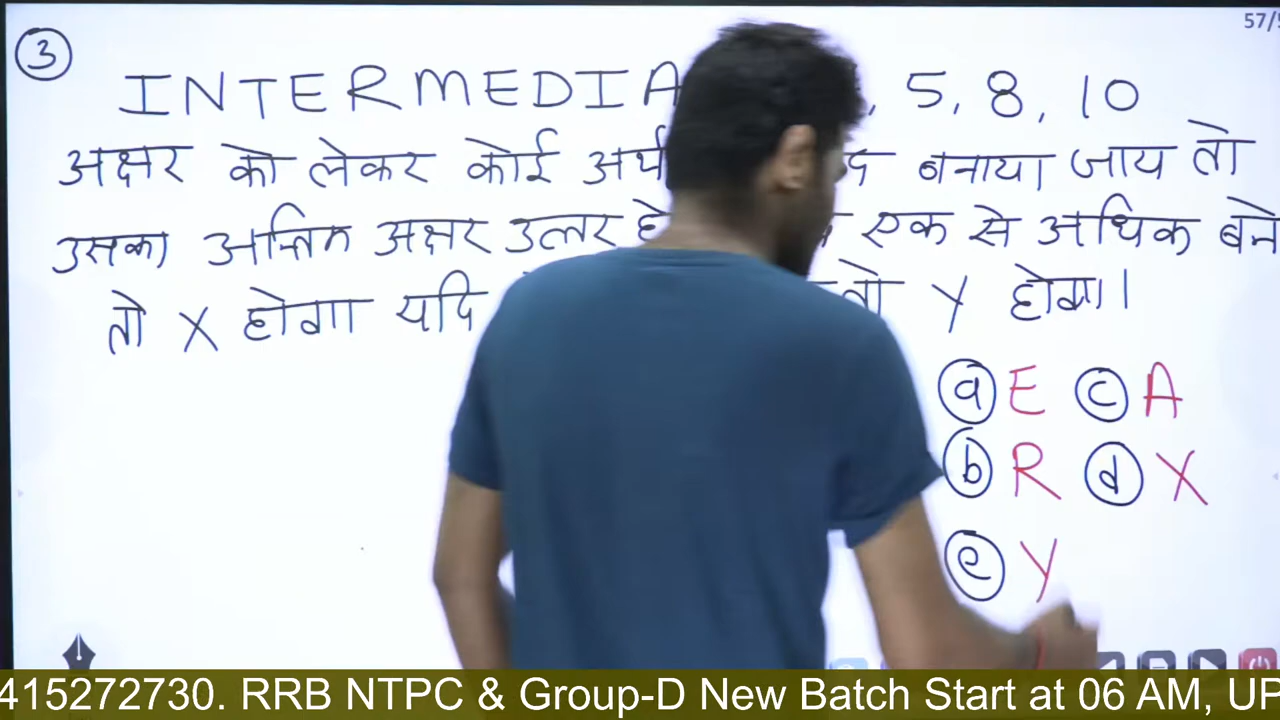 57/
3
INTERMEDIA , 5, 8, 10
अक्षर को लेकर कोई अर्थ बनाया जाय तो
उसका अन्तिम अक्षर उत्तर एक से अधिक बने
तो X होगा यदि तो Y होगा।
a E c A
b R d X
e Y
415272730. RRB NTPC & Group-D New Batch Start at 06 AM, UP